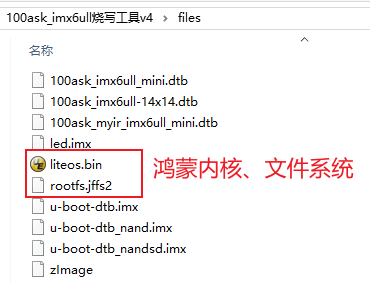 100ask_imx6ull烧写工具v4 › files
名称
100ask_imx6ull_mini.dtb
100ask_imx6ull-14x14.dtb
100ask_myir_imx6ull_mini.dtb
led.imx
liteos.bin
rootfs.jffs2
鸿蒙内核、文件系统
u-boot-dtb.imx
u-boot-dtb_nand.imx
u-boot-dtb_nandsd.imx
zImage